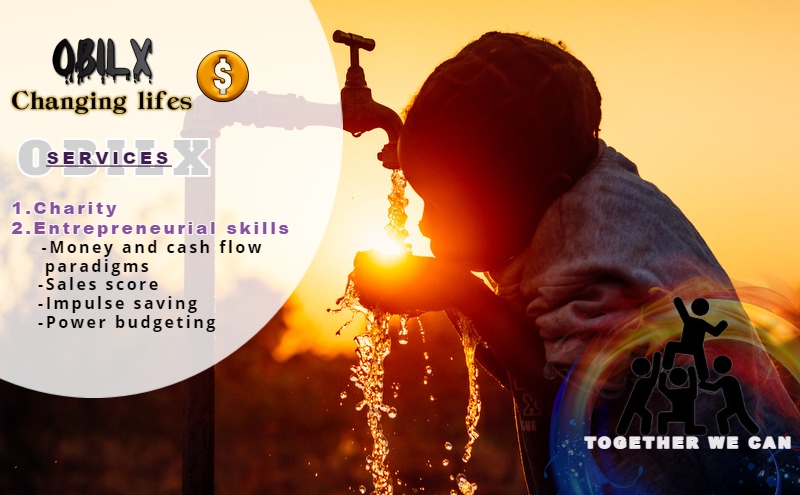 OBILX
$
Changing lifes
OBILX
SERVICES
1.Charity
2.Entrepreneurial skills
-Money and cash flow
paradigms
-Sales score
-Impulse saving
-Power budgeting
TOGETHER WE CAN